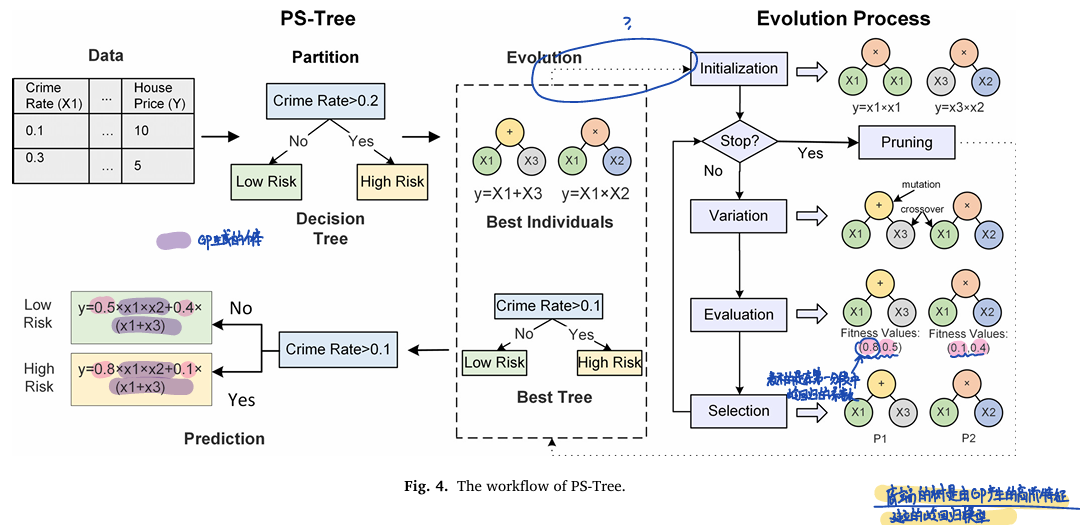 PS-Tree
Evolution Process
Data
Partition
Evolution
?
Crime Rate (X1) ... House Price (Y)
0.1 ... 10
0.3 ... 5
Crime Rate>0.2
No Yes
Low Risk High Risk
Decision Tree
GP生成的个体
+ ×
X1 X3 X1 X2
y=X1+X3 y=X1×X2
Best Individuals
Crime Rate>0.1
No Yes
Low Risk High Risk
Best Tree
Low Risk
y=0.5×x1×x2+0.4×
(x1+x3)
No
Crime Rate>0.1
High Risk
y=0.8×x1×x2+0.1×
(x1+x3)
Yes
Prediction
Initialization
× ×
X1 X1 X3 X2
y=x1×x1 y=x3×x2
Stop?
Yes
Pruning
No
Variation
mutation
crossover
+ ×
X1 X3 X1 X2
Evaluation
+ ×
X1 X3 X1 X2
Fitness Values: Fitness Values:
(0.8,0.5) (0.1,0.4)
Selection
+ ×
X1 X3 X1 X2
P1 P2
Fig. 4. The workflow of PS-Tree.
的树是由GP产生的高阶特征
的岭回归模型